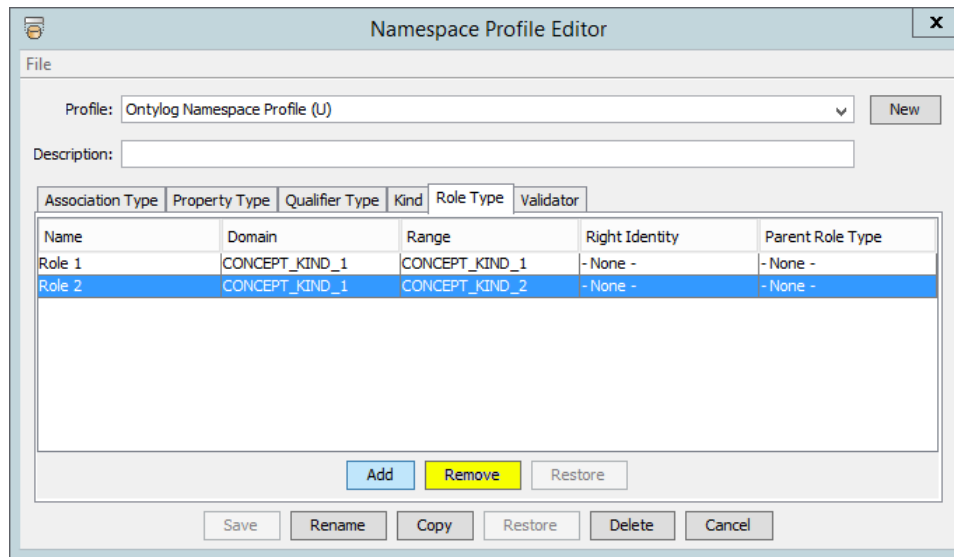 Namespace Profile Editor
x
File
Profile: Ontylog Namespace Profile (U) New
Description:
Association Type Property Type Qualifier Type Kind Role Type Validator
Name Domain Range Right Identity Parent Role Type
Role 1 CONCEPT_KIND_1 CONCEPT_KIND_1 - None - - None -
Role 2 CONCEPT_KIND_1 CONCEPT_KIND_2 - None - - None -
Add Remove Restore
Save Rename Copy Restore Delete Cancel